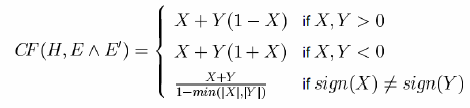 X + Y(1 − X) if X, Y > 0
CF(H, E ∧ E′) = { X + Y(1 + X) if X, Y < 0
X+Y / 1−min(|X|,|Y|) if sign(X) ≠ sign(Y)